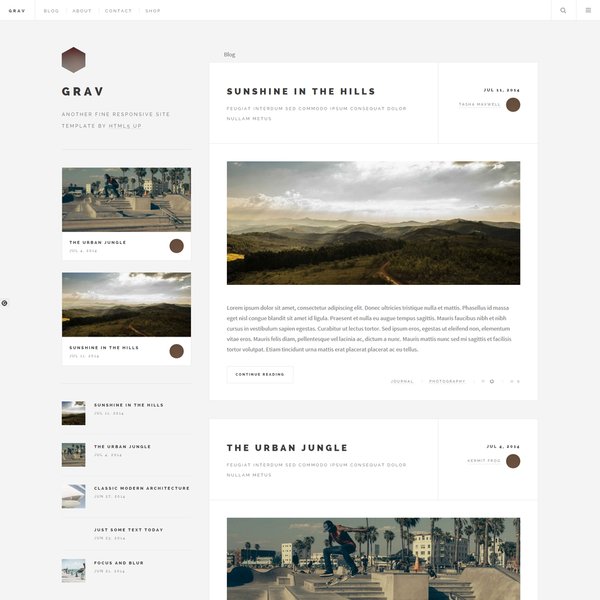 GRAV
BLOG
ABOUT
CONTACT
SHOP
GRAV
ANOTHER FINE RESPONSIVE SITE
TEMPLATE BY HTML5 UP
THE URBAN JUNGLE
JUL 4, 2014
SUNSHINE IN THE HILLS
JUL 11, 2014
SUNSHINE IN THE HILLS
JUL 11, 2014
THE URBAN JUNGLE
JUL 4, 2014
CLASSIC MODERN ARCHITECTURE
JUN 27, 2014
JUST SOME TEXT TODAY
JUN 23, 2014
FOCUS AND BLUR
Blog
SUNSHINE IN THE HILLS
FEUGIAT INTERDUM SED COMMODO IPSUM CONSEQUAT DOLOR
NULLAM METUS
JUL 11, 2014
TASHA MAXWELL
Lorem ipsum dolor sit amet, consectetur adipiscing elit. Donec ultricies tristique nulla et mattis. Phasellus id massa
eget nisl congue blandit sit amet id ligula. Praesent et nulla eu augue tempus sagittis. Mauris faucibus nibh et nibh
cursus in vestibulum sapien egestas. Curabitur ut lectus tortor. Sed ipsum eros, egestas ut eleifend non, elementum
vitae eros. Mauris felis diam, pellentesque vel lacinia ac, dictum a nunc. Mauris mattis nunc sed mi sagittis et facilisis
tortor volutpat. Etiam tincidunt urna mattis erat placerat placerat ac eu tellus.
CONTINUE READING
JOURNAL
PHOTOGRAPHY
THE URBAN JUNGLE
FEUGIAT INTERDUM SED COMMODO IPSUM CONSEQUAT DOLOR
NULLAM METUS
JUL 4, 2014
KERMIT FROG